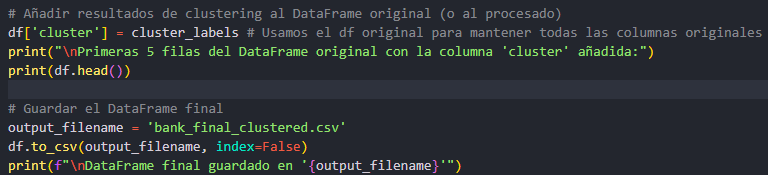 # Añadir resultados de clustering al DataFrame original (o al procesado)
df['cluster'] = cluster_labels # Usamos el df original para mantener todas las columnas originales
print("\nPrimeras 5 filas del DataFrame original con la columna 'cluster' añadida:")
print(df.head())
# Guardar el DataFrame final
output_filename = 'bank_final_clustered.csv'
df.to_csv(output_filename, index=False)
print(f"\nDataFrame final guardado en '{output_filename}'")